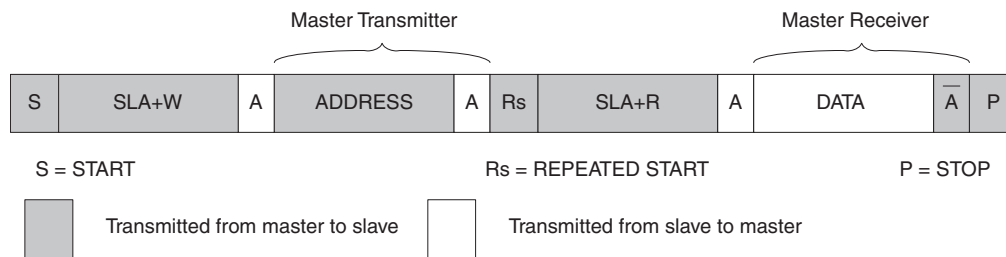 Master Transmitter Master Receiver
S SLA+W A ADDRESS A Rs SLA+R A DATA A̅ P
S = START Rs = REPEATED START P = STOP
Transmitted from master to slave Transmitted from slave to master